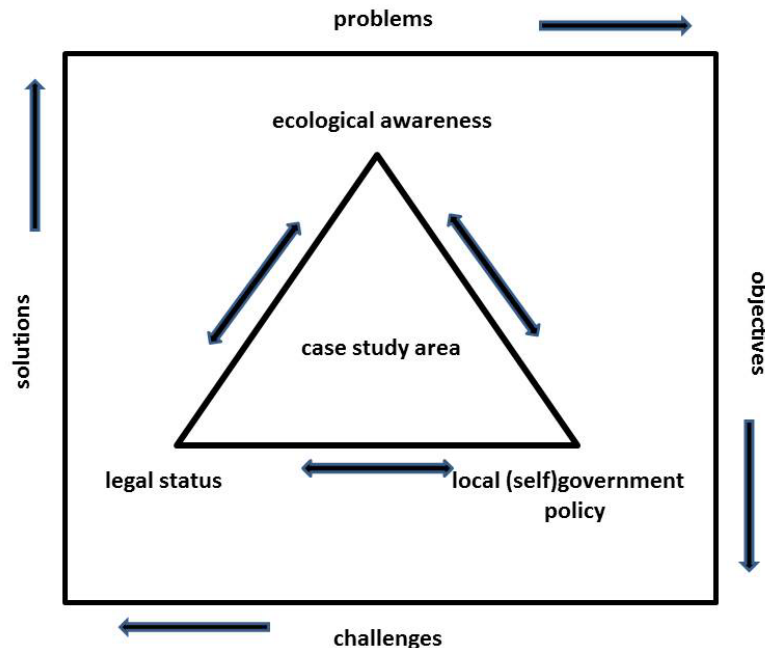 problems
ecological awareness
solutions
objectives
case study area
legal status
local (self)government
policy
challenges